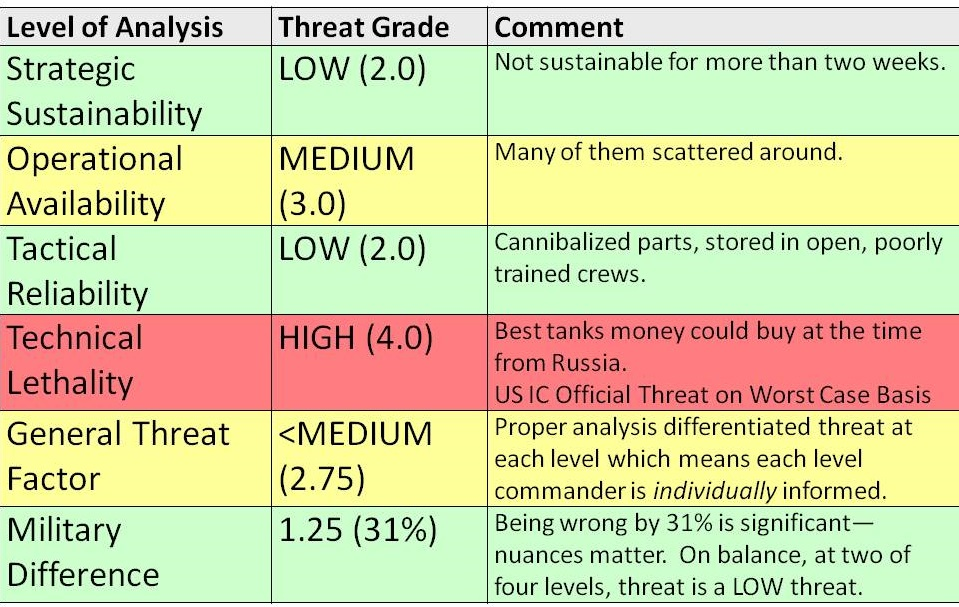 Level of Analysis Threat Grade Comment
Strategic Sustainability LOW (2.0) Not sustainable for more than two weeks.
Operational Availability MEDIUM (3.0) Many of them scattered around.
Tactical Reliability LOW (2.0) Cannibalized parts, stored in open, poorly trained crews.
Technical Lethality HIGH (4.0) Best tanks money could buy at the time from Russia.
US IC Official Threat on Worst Case Basis
General Threat Factor <MEDIUM (2.75) Proper analysis differentiated threat at each level which means each level commander is individually informed.
Military Difference 1.25 (31%) Being wrong by 31% is significant—nuances matter.  On balance, at two of four levels, threat is a LOW threat.